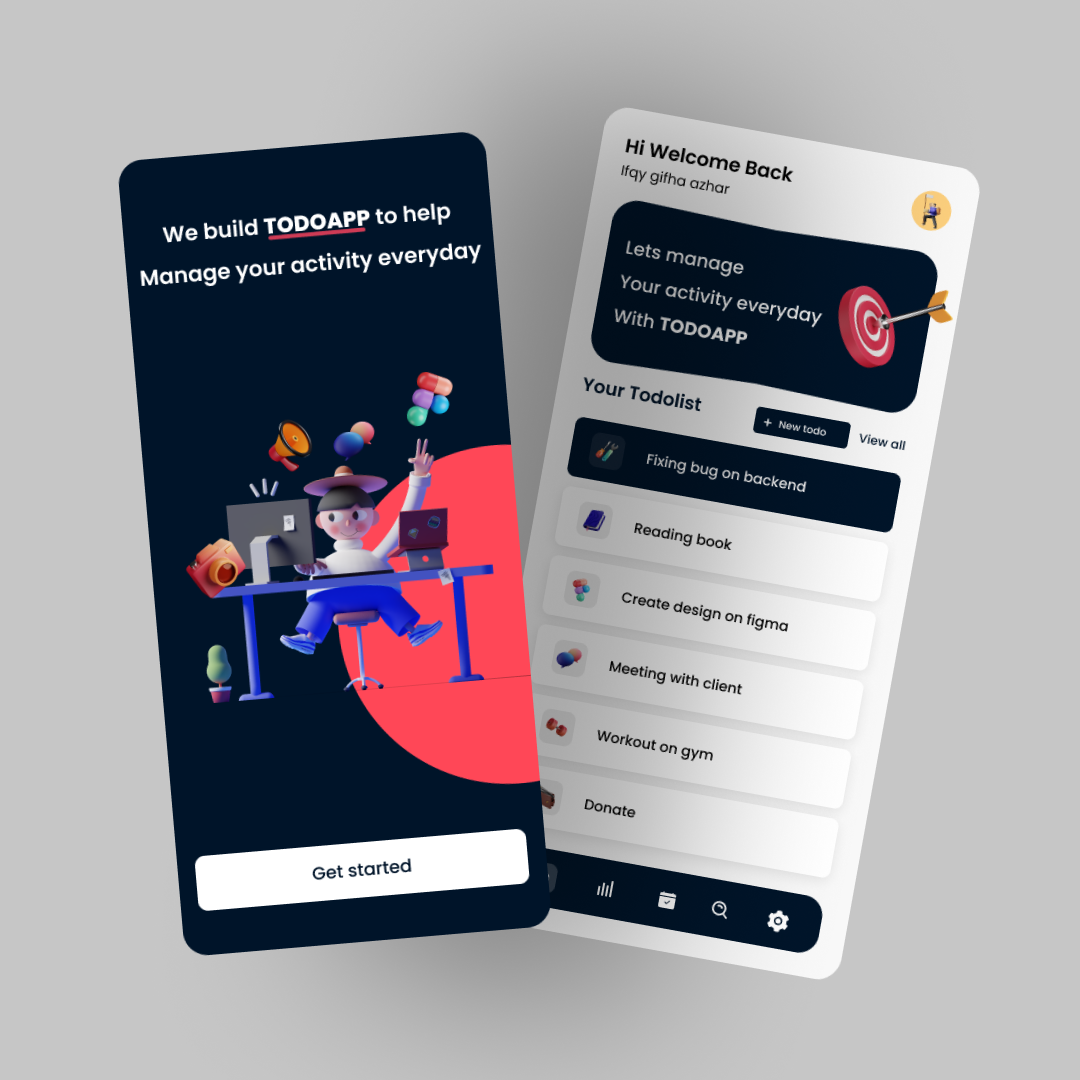 We build TODOAPP to help
Manage your activity everyday
Get started
Hi Welcome Back
Ifqy gifha azhar
Lets manage
Your activity everyday
With TODOAPP
Your Todolist
+ New todo
View all
Fixing bug on backend
Reading book
Create design on figma
Meeting with client
Workout on gym
Donate